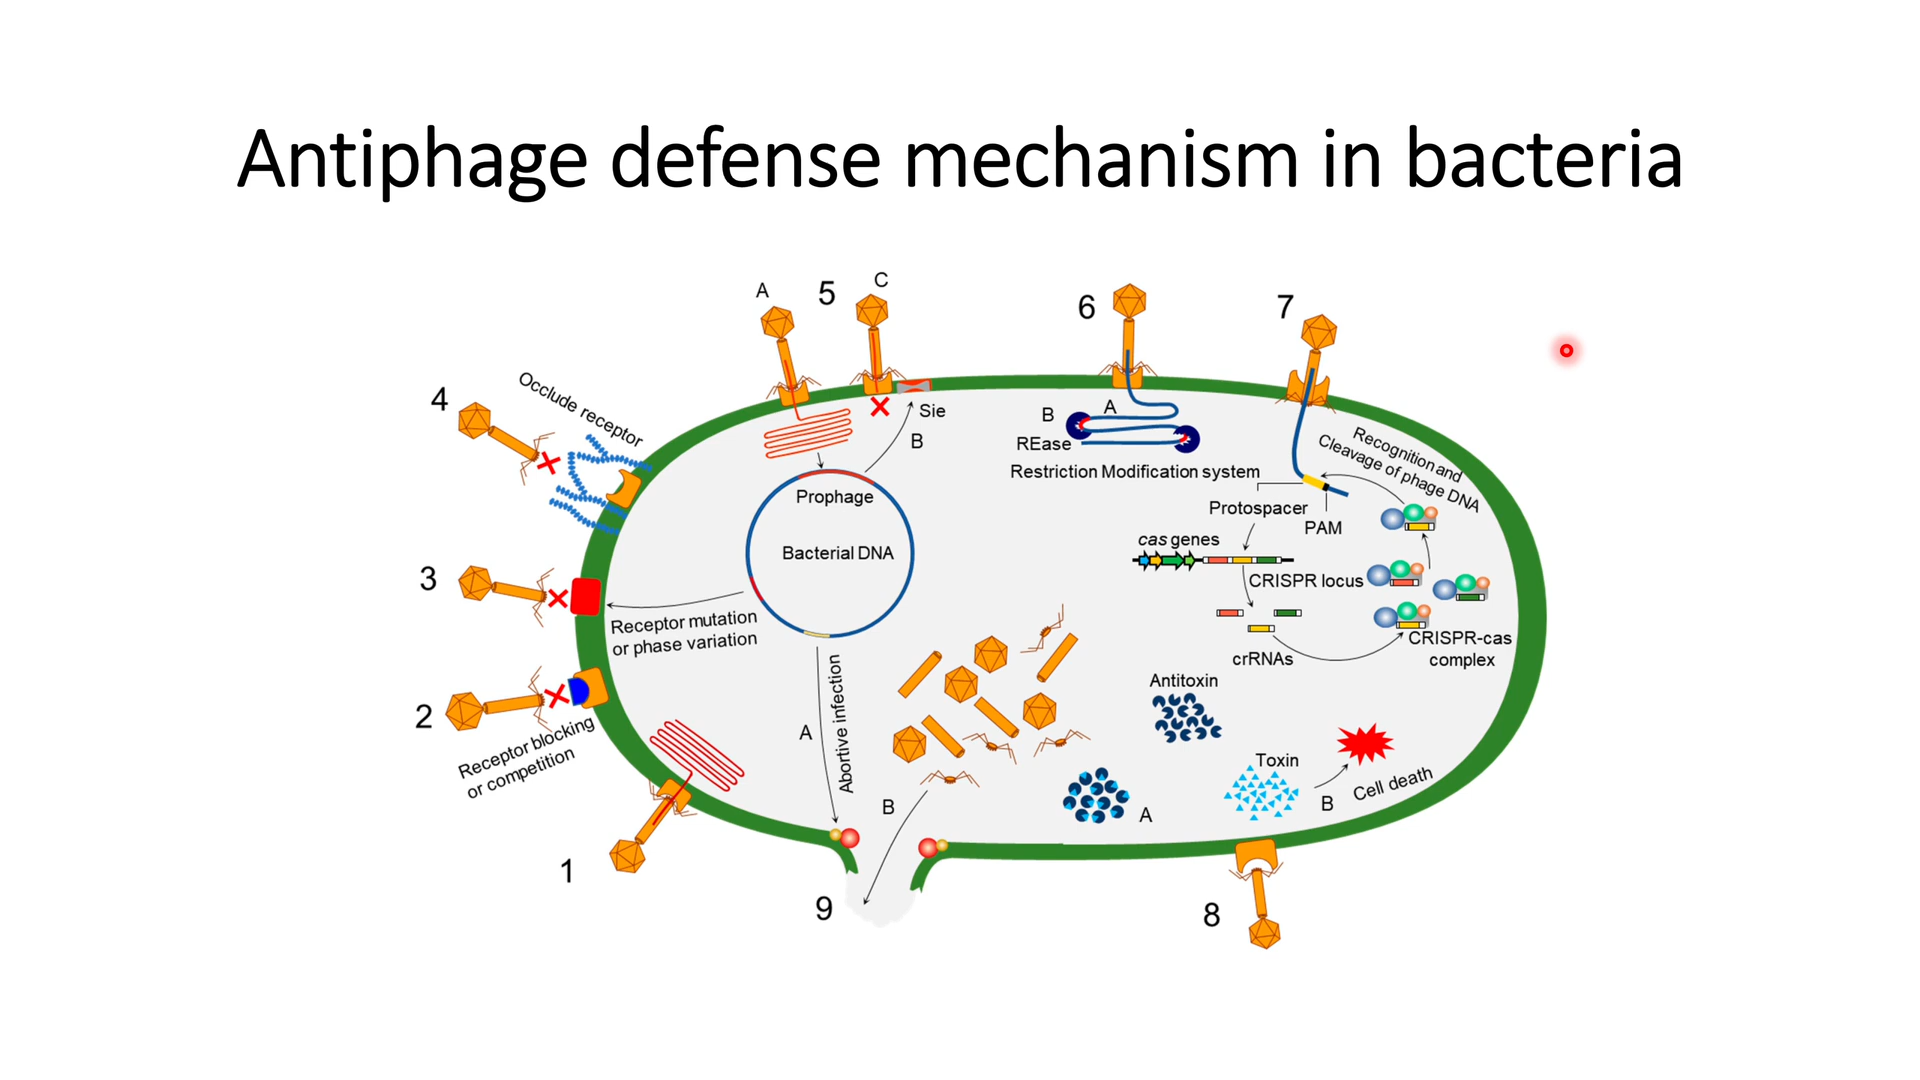 Antiphage defense mechanism in bacteria
A
5
C
6
7
4
Occlude receptor
Sie
B
B
A
REase
Restriction Modification system
Recognition and
Cleavage of phage DNA
Prophage
Bacterial DNA
Protospacer
PAM
cas genes
CRISPR locus
crRNAs
CRISPR-cas
complex
3
Receptor mutation
or phase variation
2
Receptor blocking
or competition
A
Abortive infection
B
Antitoxin
Toxin
A
B
Cell death
1
9
8